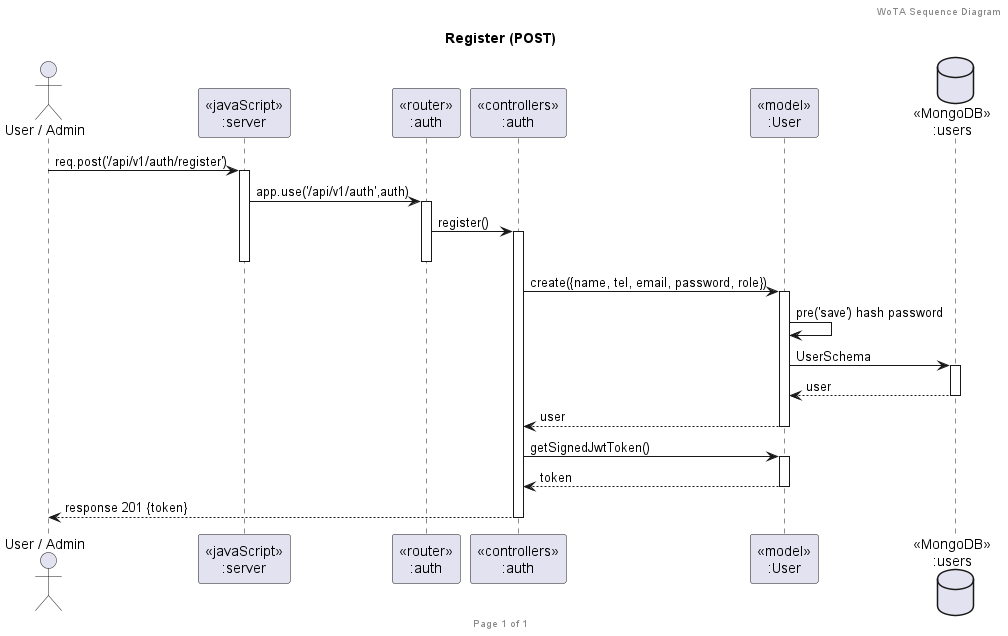 WoTA Sequence Diagram
Register (POST)
User / Admin
«javaScript»
:server
«router»
:auth
«controllers»
:auth
«model»
:User
«MongoDB»
:users
req.post('/api/v1/auth/register')
app.use('/api/v1/auth',auth)
register()
create({name, tel, email, password, role})
pre('save') hash password
UserSchema
user
user
getSignedJwtToken()
token
response 201 {token}
User / Admin
«javaScript»
:server
«router»
:auth
«controllers»
:auth
«model»
:User
«MongoDB»
:users
Page 1 of 1